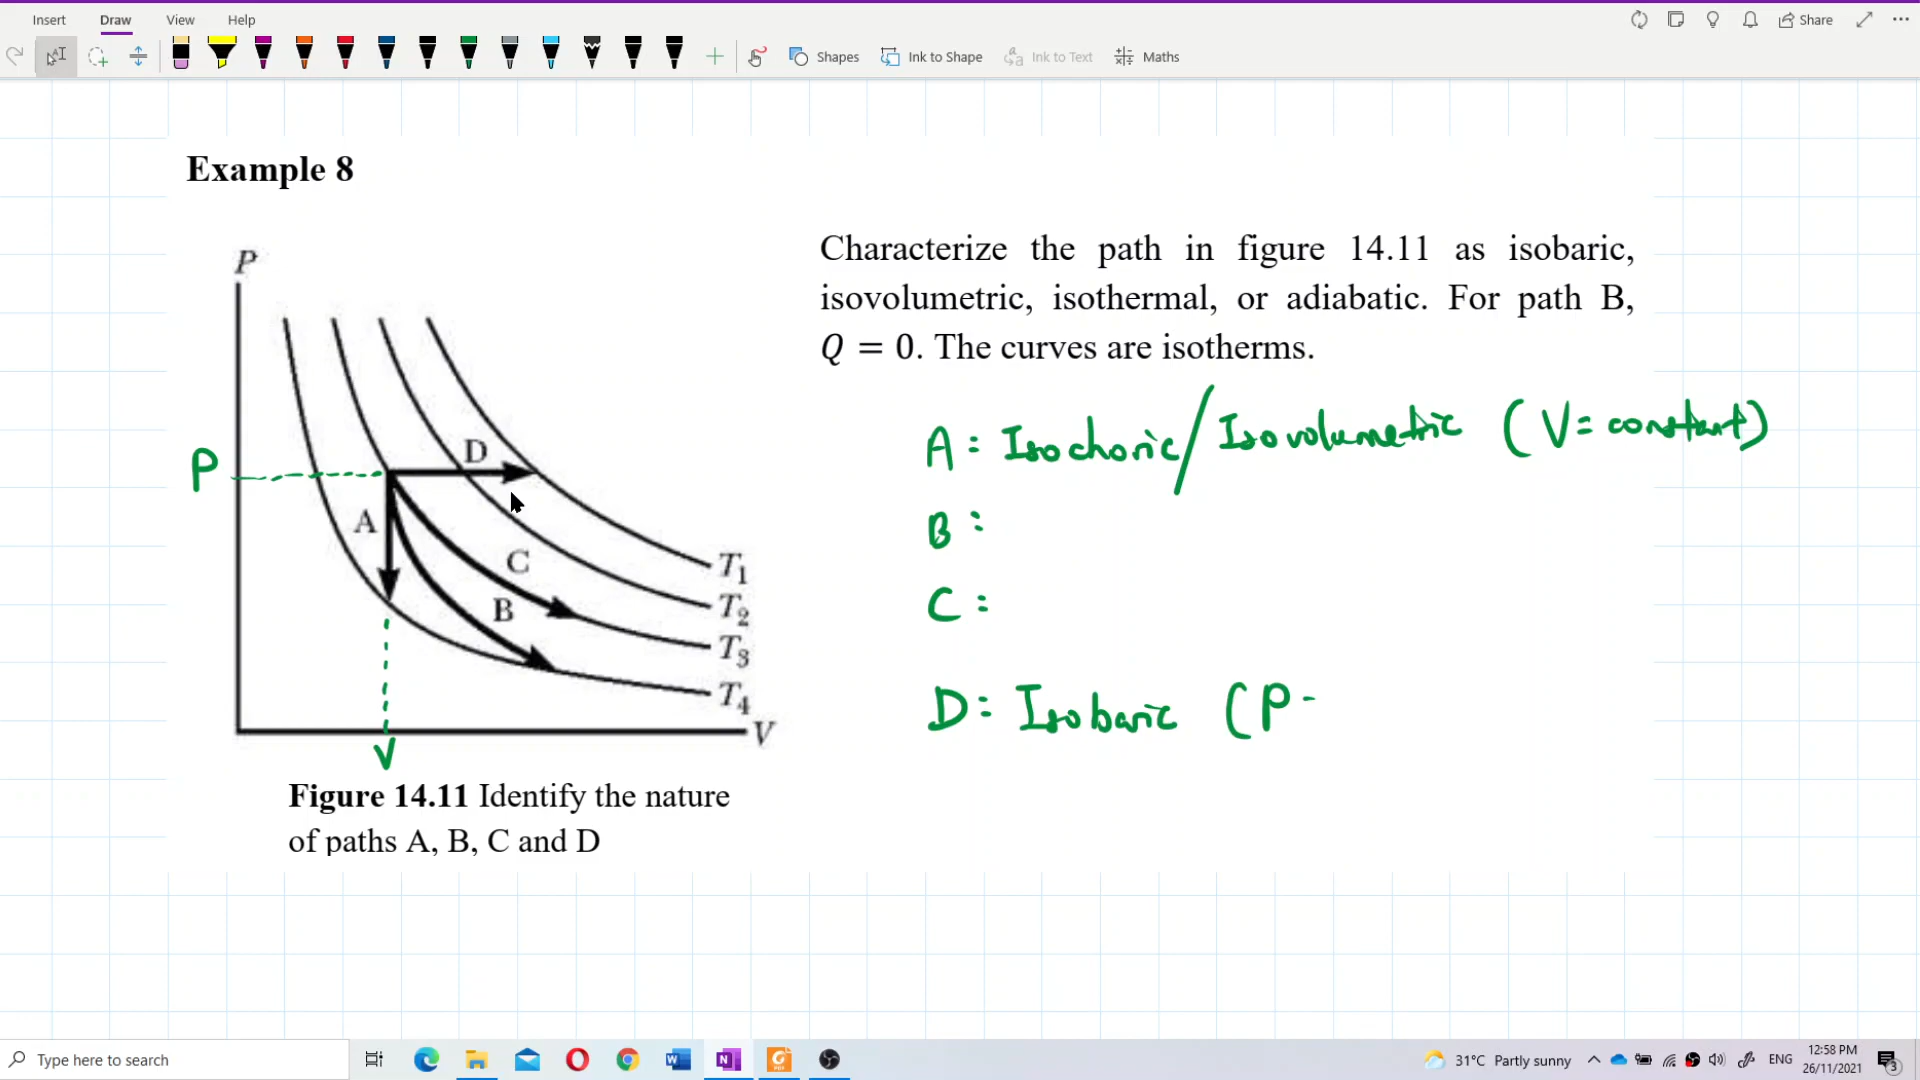 Insert Draw View Help
Share
Shapes Ink to Shape Ink to Text Maths
Example 8
P
D
A
C
B
T1
T2
T3
T4
V
P
V
Figure 14.11 Identify the nature
of paths A, B, C and D
Characterize the path in figure 14.11 as isobaric,
isovolumetric, isothermal, or adiabatic. For path B,
Q = 0. The curves are isotherms.
A: Isochoric/Isovolumetric (V= constant)
B:
C:
D: Isobaric (P-
Type here to search
31°C Partly sunny
ENG
12:58 PM
26/11/2021
3